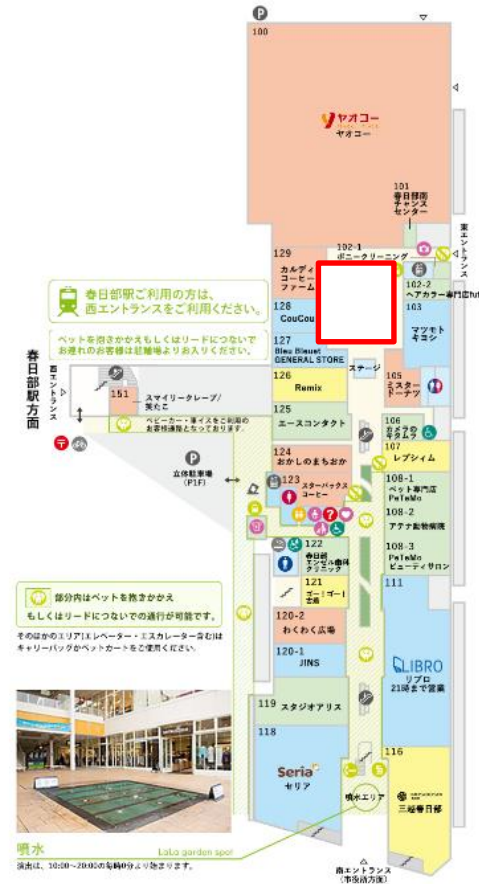 P
100
ヤオコー
ヤオコー
101
春日部南
チャンス
センター
東エントランス
102-1
ポニークリーニング
129
カルディ
コーヒー
ファーム
102-2
ヘアカラー専門店fufu
128
CouCou
103
マツモト
キヨシ
127
Bleu Bleuet
GENERAL STORE
ステージ
105
ミスター
ドーナツ
126
Remix
春日部駅ご利用の方は、
西エントランスをご利用ください。
ペットを抱きかかえもしくはリードにつないで
お連れのお客様は駐輪場よりお入りください。
春日部駅方面
西エントランス
151
スマイリークレープ/
笑たこ
ベビーカー・車イスをご利用の
お客様通路となっております。
125
エースコンタクト
106
カメラの
キタムラ
107
レプシィム
P
立体駐車場
(P1F)
124
おかしのまちおか
123
スターバックス
コーヒー
108-1
ペット専門店
PeTeMo
108-2
アテナ動物病院
108-3
PeTeMo
ビューティサロン
122
春日部
エンゼル歯科
クリニック
121
ゴー!ゴー!
111
LIBRO
リブロ
21時まで営業
120-2
わくわく広場
120-1
JINS
119 スタジオアリス
118
Seria
セリア
116
三越春日部
噴水エリア
南エントランス
(市役所方面)
部分内はペットを抱きかかえ
もしくはリードにつないでの通行が可能です。
そのほかのエリア(エレベーター・エスカレーター含む)は
キャリーバッグかペットカートをご使用ください。
噴水
LaLa garden spot
演出は、10:00~20:00の毎時0分より始まります。